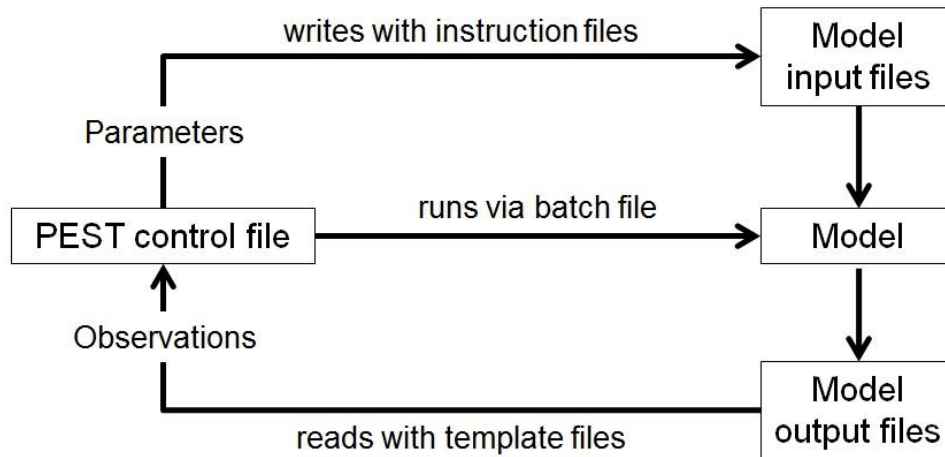 writes with instruction files
Model
input files
Parameters
runs via batch file
PEST control file
Model
Observations
Model
output files
reads with template files